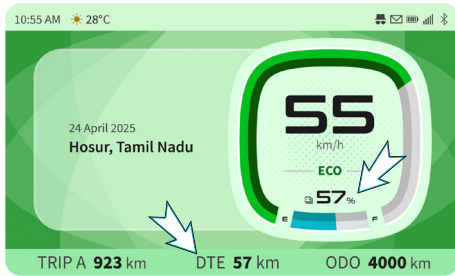 10:55 AM 28°C
55
km/h
24 April 2025
Hosur, Tamil Nadu
ECO
57%
E F
TRIP A 923 km DTE 57 km ODO 4000 km